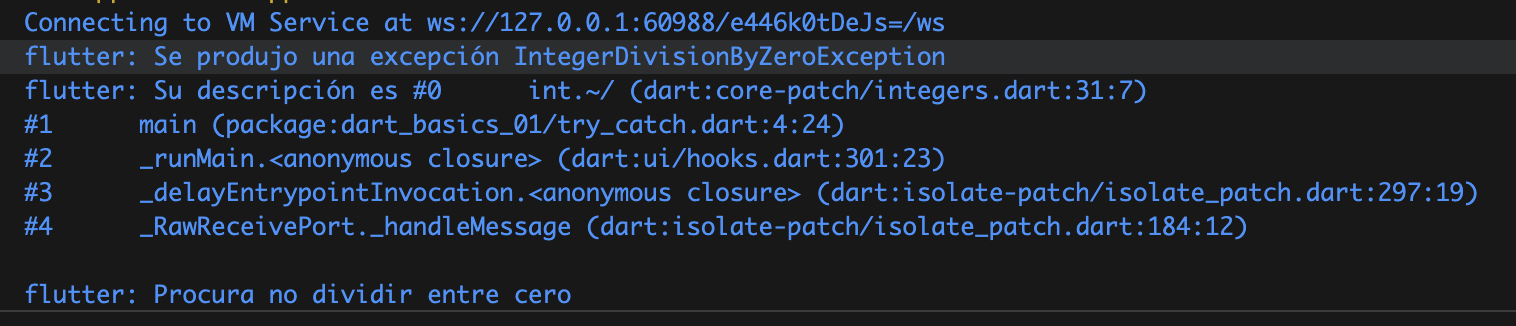 Connecting to VM Service at ws://127.0.0.1:60988/e446k0tDeJs=/ws
flutter: Se produjo una excepción IntegerDivisionByZeroException
flutter: Su descripción es #0      int.~/ (dart:core-patch/integers.dart:31:7)
#1      main (package:dart_basics_01/try_catch.dart:4:24)
#2      _runMain.<anonymous closure> (dart:ui/hooks.dart:301:23)
#3      _delayEntrypointInvocation.<anonymous closure> (dart:isolate-patch/isolate_patch.dart:297:19)
#4      _RawReceivePort._handleMessage (dart:isolate-patch/isolate_patch.dart:184:12)
flutter: Procura no dividir entre cero